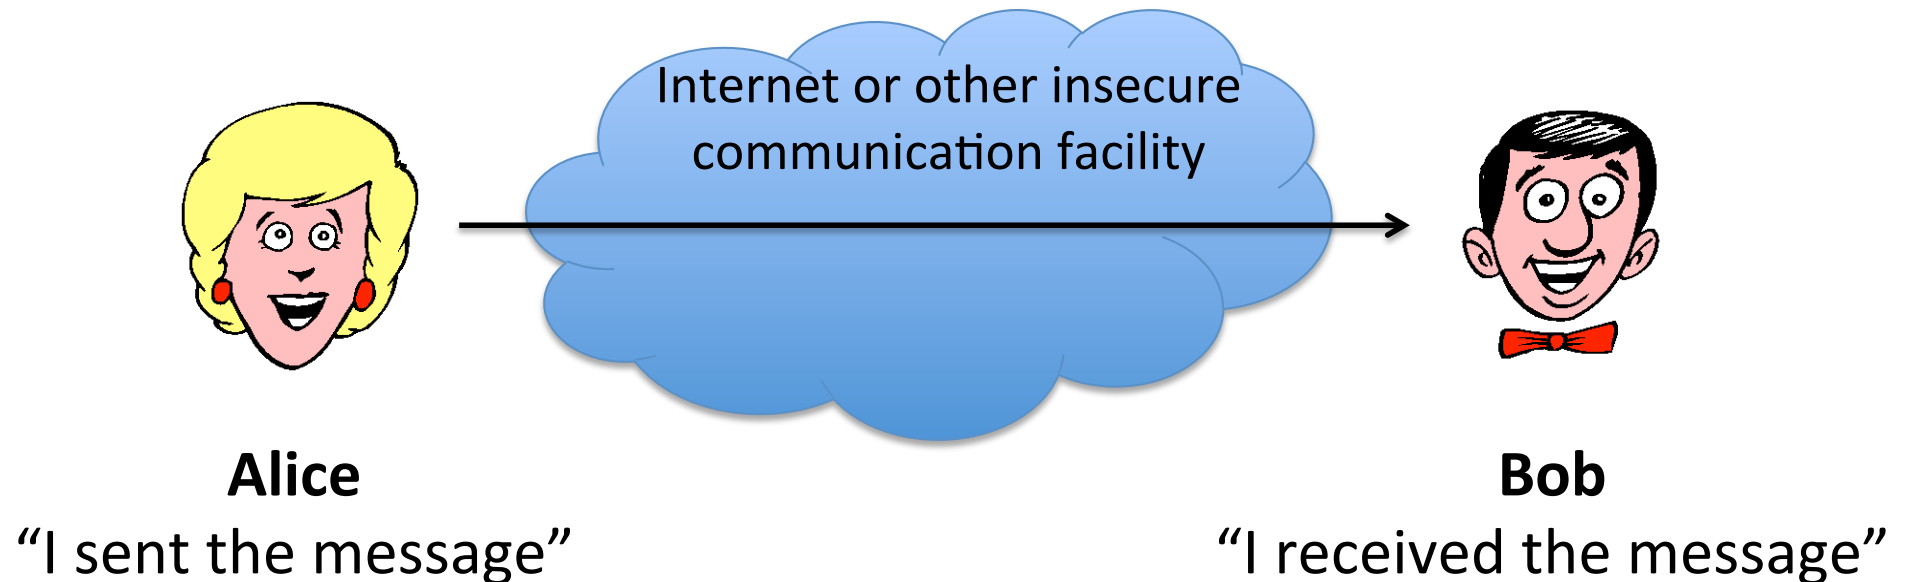 Internet or other insecure
communication facility
Alice
“I sent the message”
Bob
“I received the message”